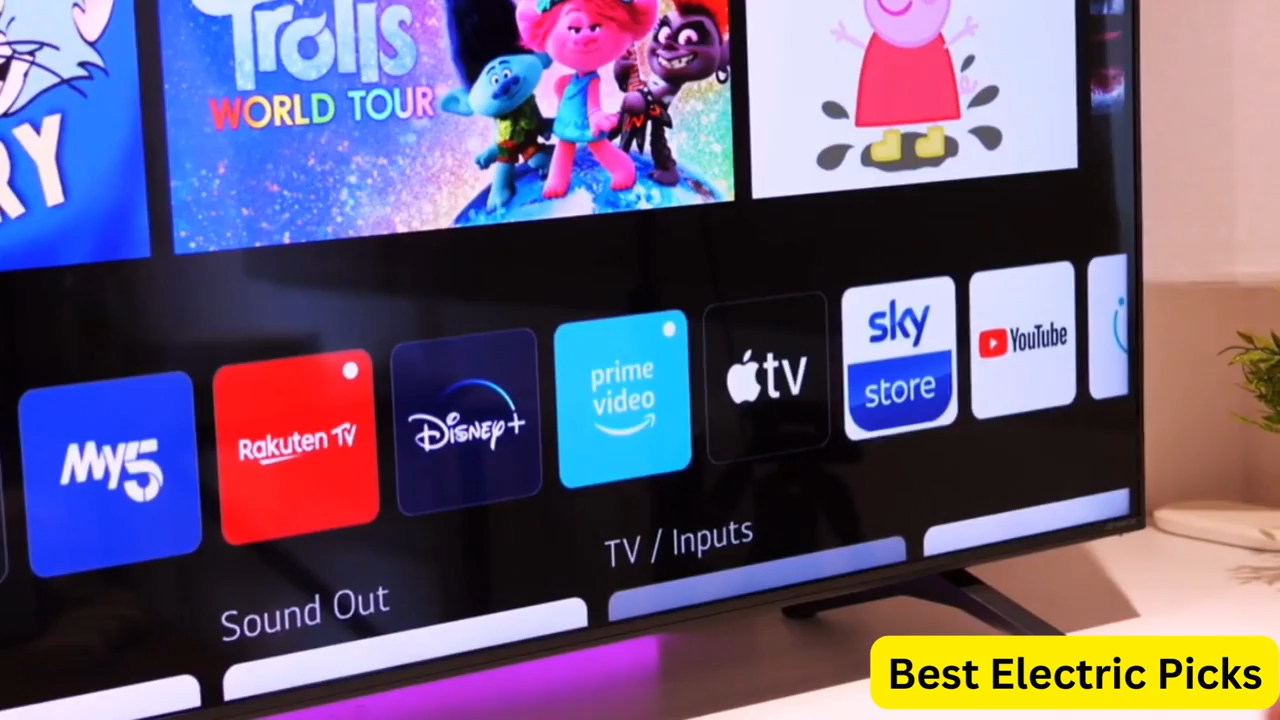 Trolls
WORLD TOUR
RY
My5
Rakuten TV
Disney+
prime
video
tv
sky
store
YouTube
TV / Inputs
Sound Out
Best Electric Picks